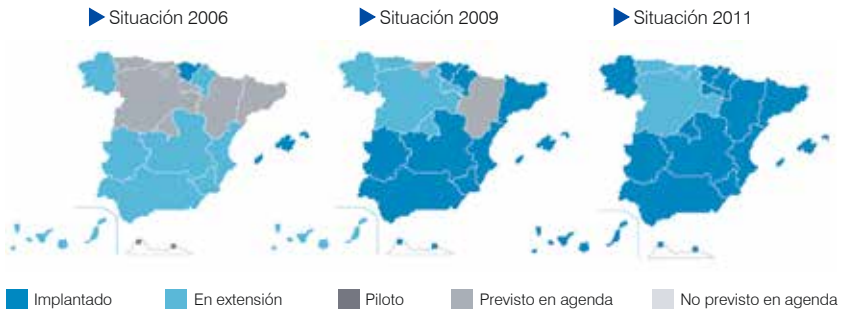 Situación 2006
Situación 2009
Situación 2011
Implantado
En extensión
Piloto
Previsto en agenda
No previsto en agenda